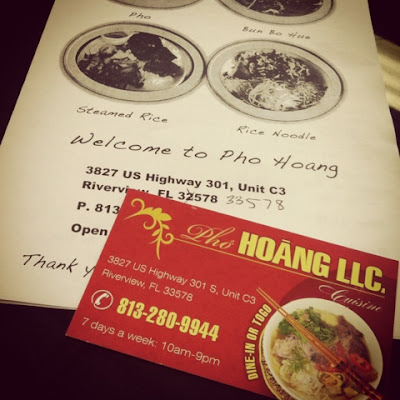 Pho
Bun Bo Hue
Steamed Rice
Rice Noodle
Welcome to Pho Hoang
3827 US Highway 301, Unit C3
Riverview, FL 32578 33578
P. 813
Open
Thank
Phở HOÀNG LLC.
Cuisine
3827 US Highway 301 S, Unit C3
Riverview, FL 33578
813-280-9944
7 days a week: 10am-9pm
DINE-IN OR TOGO